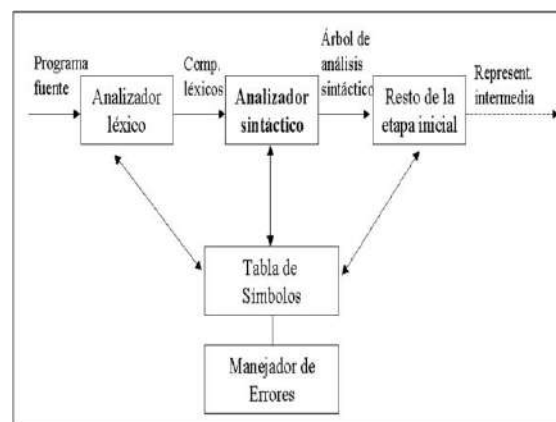 Programa
fuente
Analizador
léxico
Comp.
léxicos
Analizador
sintáctico
Árbol de
análisis
sintáctico
Resto de la
etapa inicial
Represent.
intermedia
Tabla de
Símbolos
Manejador de
Errores